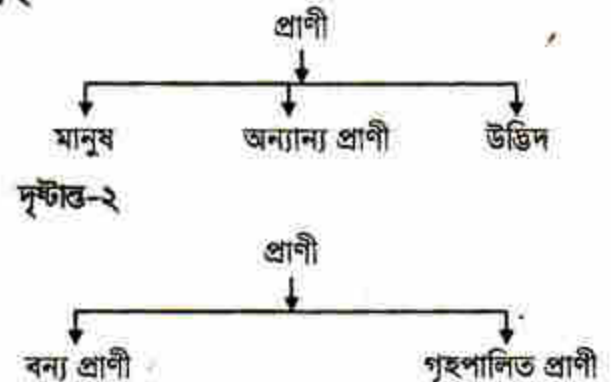 প্রাণী
মানুষ অন্যান্য প্রাণী উদ্ভিদ
দৃষ্টান্ত-২
প্রাণী
বন্য প্রাণী গৃহপালিত প্রাণী